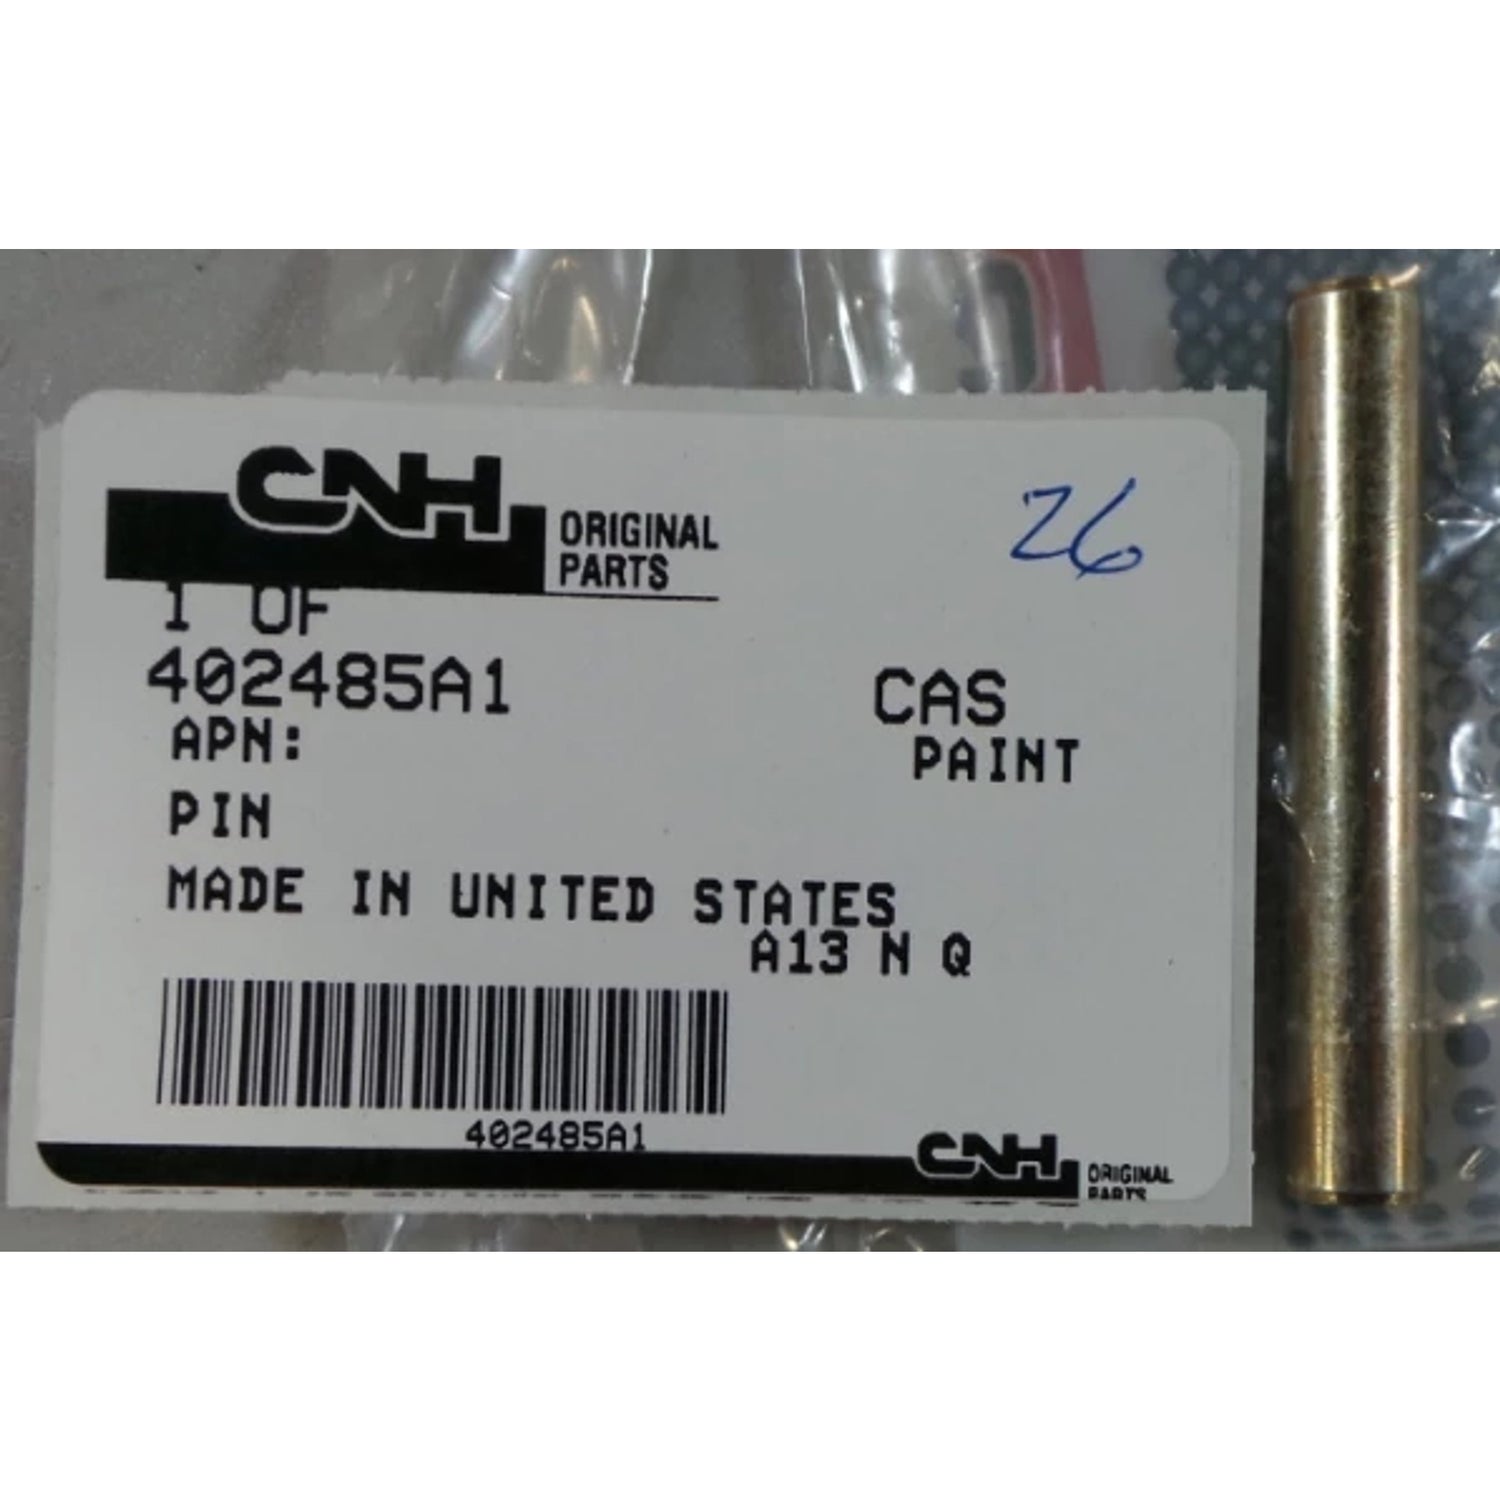 CNH ORIGINAL
PARTS
26
1 OF
402485A1 CAS
APN: PAINT
PIN
MADE IN UNITED STATES
A13 N Q
402485A1
CNH ORIGINAL
PARTS